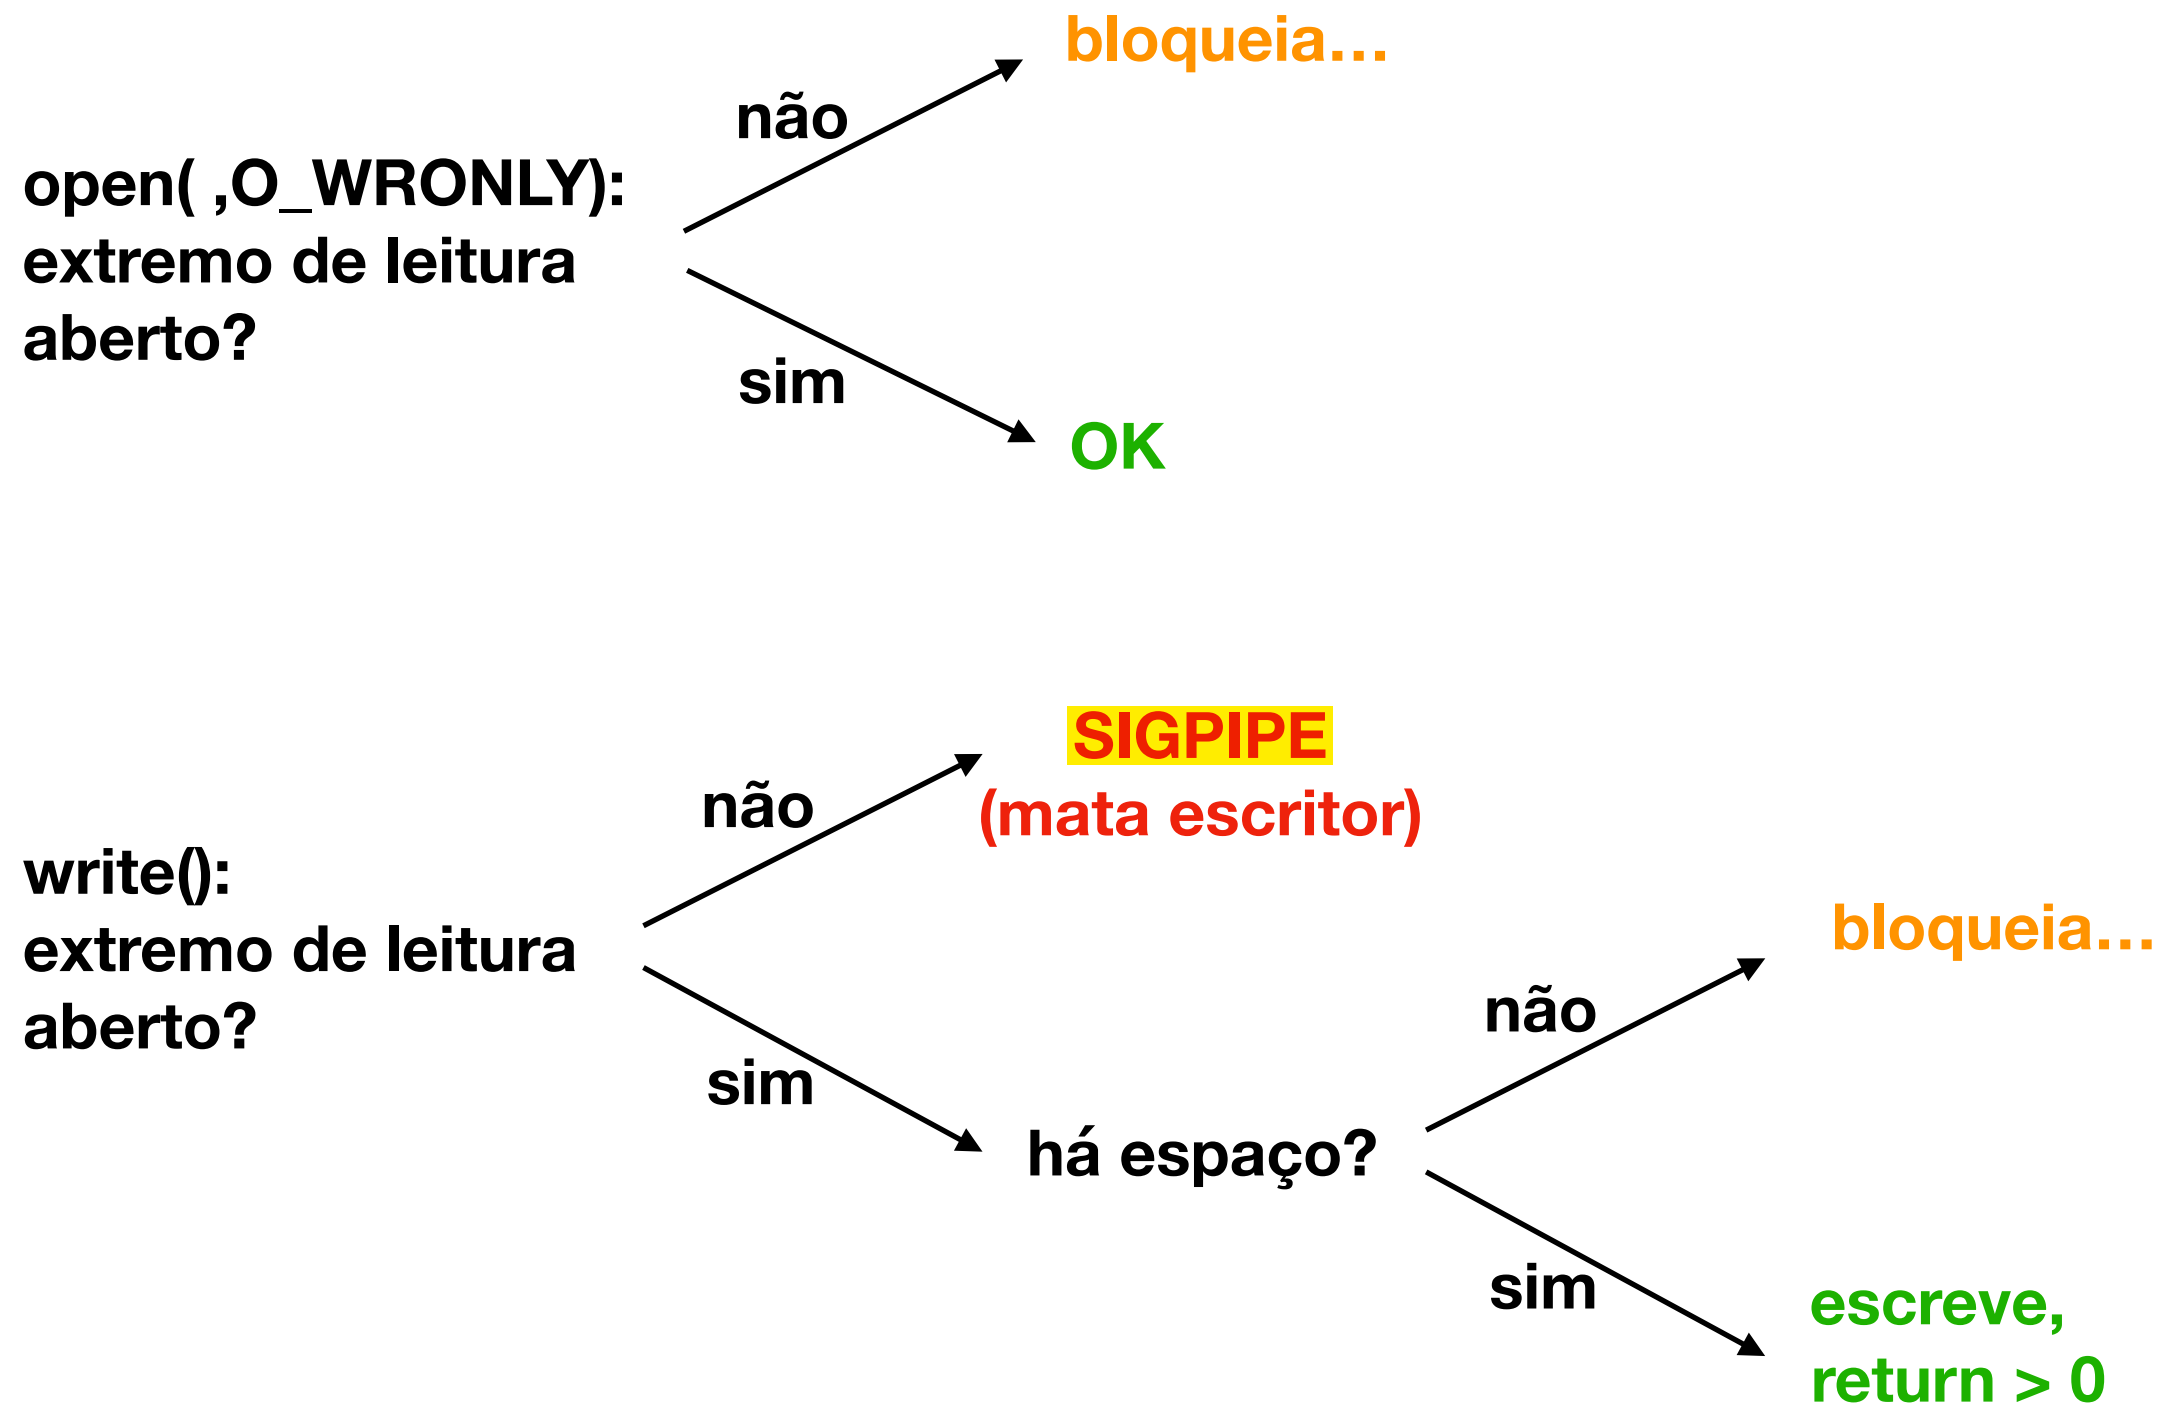 bloqueia…
não
open( ,O_WRONLY):
extremo de leitura
aberto?
sim
OK
SIGPIPE
(mata escritor)
não
write():
extremo de leitura
aberto?
sim
há espaço?
não
bloqueia…
sim
escreve,
return > 0